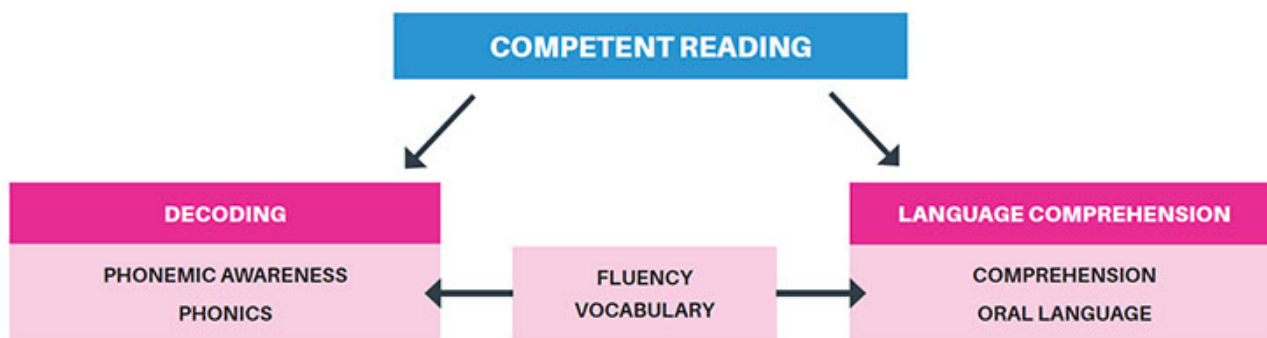 COMPETENT READING
DECODING
PHONEMIC AWARENESS
PHONICS
FLUENCY
VOCABULARY
LANGUAGE COMPREHENSION
COMPREHENSION
ORAL LANGUAGE